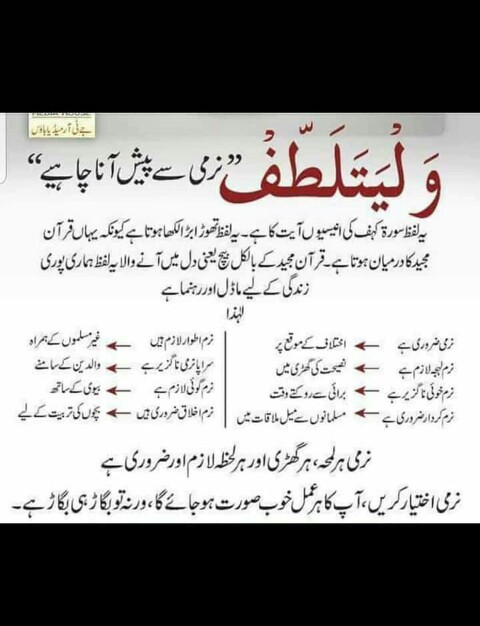 MEDIA HOUSE
جے ٹی آر میڈیا ہاؤس
وَلْيَتَلَطَّفْ ”نرمی سے پیش آنا چاہیے“
یہ لفظ سورۃ کہف کی انیسویں آیت کا ہے۔ یہ لفظ تھوڑا بڑا لکھا ہوتا ہے کیونکہ یہاں قرآن
مجید کا درمیان ہوتا ہے۔ قرآن مجید کے بالکل بیچ یعنی دل میں آنے والا یہ لفظ ہماری پوری
زندگی کے لیے ماڈل اور رہنما ہے
لہٰذا
نرمی ضروری ہے ← اختلاف کے موقع پر
نرم لہجہ لازم ہے ← نصیحت کی گھڑی میں
نرم خوئی ناگزیر ہے ← برائی سے روکتے وقت
نرم کردار ضروری ہے ← مسلمانوں سے میل ملاقات میں
نرم اطوار لازم ہیں ← غیر مسلموں کے ہمراہ
سراپا نرمی ناگزیر ہے ← والدین کے سامنے
نرم گوئی لازم ہے ← بیوی کے ساتھ
نرم اخلاق ضروری ہیں ← بچوں کی تربیت کے لیے
نرمی ہر لمحہ، ہر گھڑی اور ہر لحظہ لازم اور ضروری ہے
نرمی اختیار کریں، آپ کا ہر عمل خوب صورت ہو جائے گا، ورنہ تو بگاڑ ہی بگاڑ ہے۔